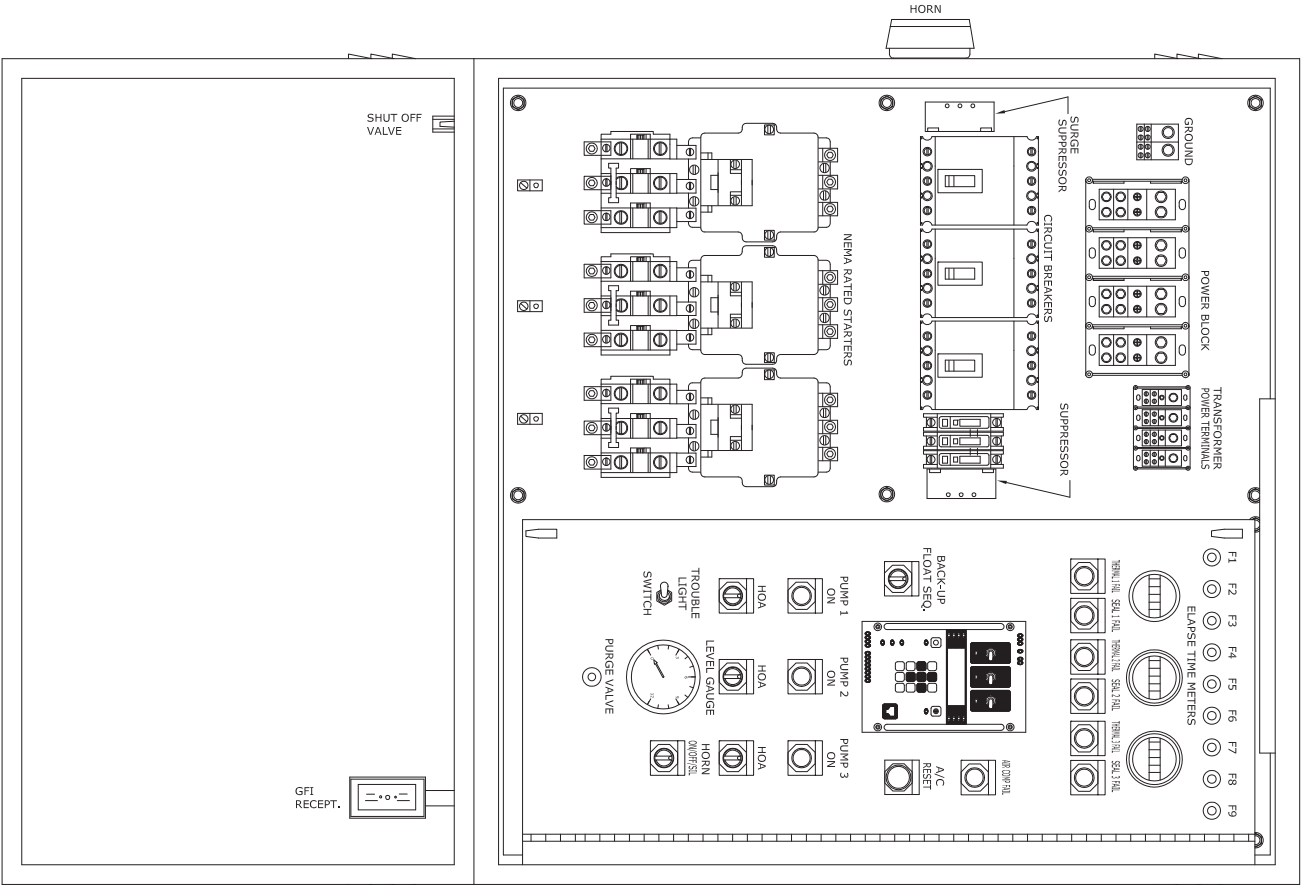 HORN
SHUT OFF
VALVE
GFI
RECEPT.
SURGE
SUPPRESSOR
GROUND
NEMA RATED STARTERS
CIRCUIT BREAKERS
POWER BLOCK
SUPPRESSOR
TRANSFORMER
POWER TERMINALS
F1
F2
F3
F4
F5
F6
F7
F8
F9
ELAPSE TIME METERS
THERMAL 1 FAIL
SEAL 1 FAIL
THERMAL 2 FAIL
SEAL 2 FAIL
THERMAL 3 FAIL
SEAL 3 FAIL
BACK-UP
FLOAT SEQ.
A/C
RESET
AIR COMP FAIL
PUMP 1
ON
PUMP 2
ON
PUMP 3
ON
HOA
HOA
HOA
TROUBLE
LIGHT
SWITCH
LEVEL GAUGE
PURGE VALVE
HORN
ON/OFF/SIL